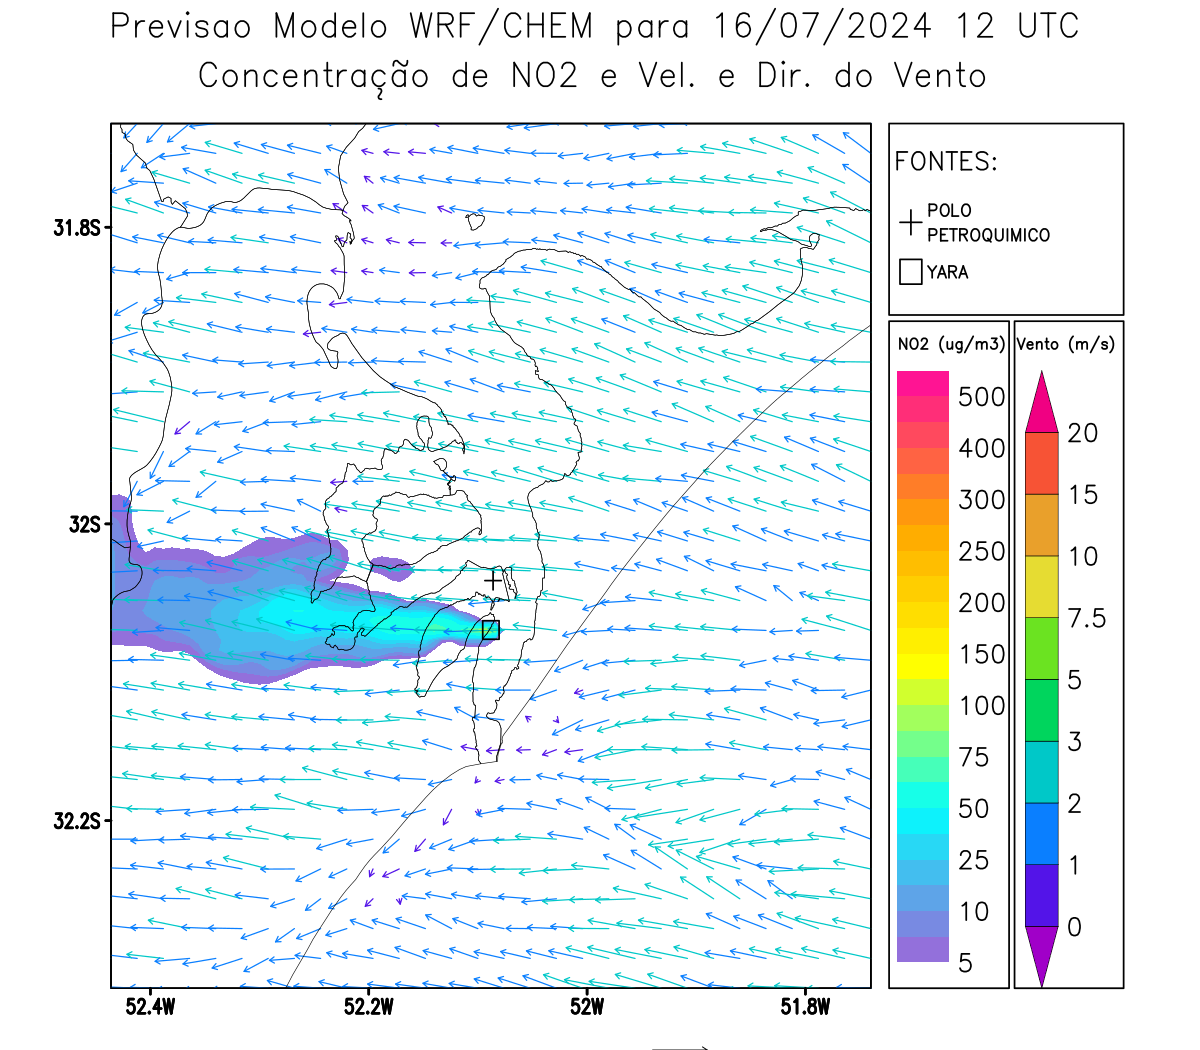 Previsao Modelo WRF/CHEM para 16/07/2024 12 UTC
Concentração de NO2 e Vel. e Dir. do Vento
FONTES:
POLO
PETROQUIMICO
YARA
NO2 (ug/m3)
500
400
300
250
200
150
100
75
50
25
10
5
Vento (m/s)
20
15
10
7.5
5
3
2
1
0
31.8S
32S
32.2S
52.4W
52.2W
52W
51.8W